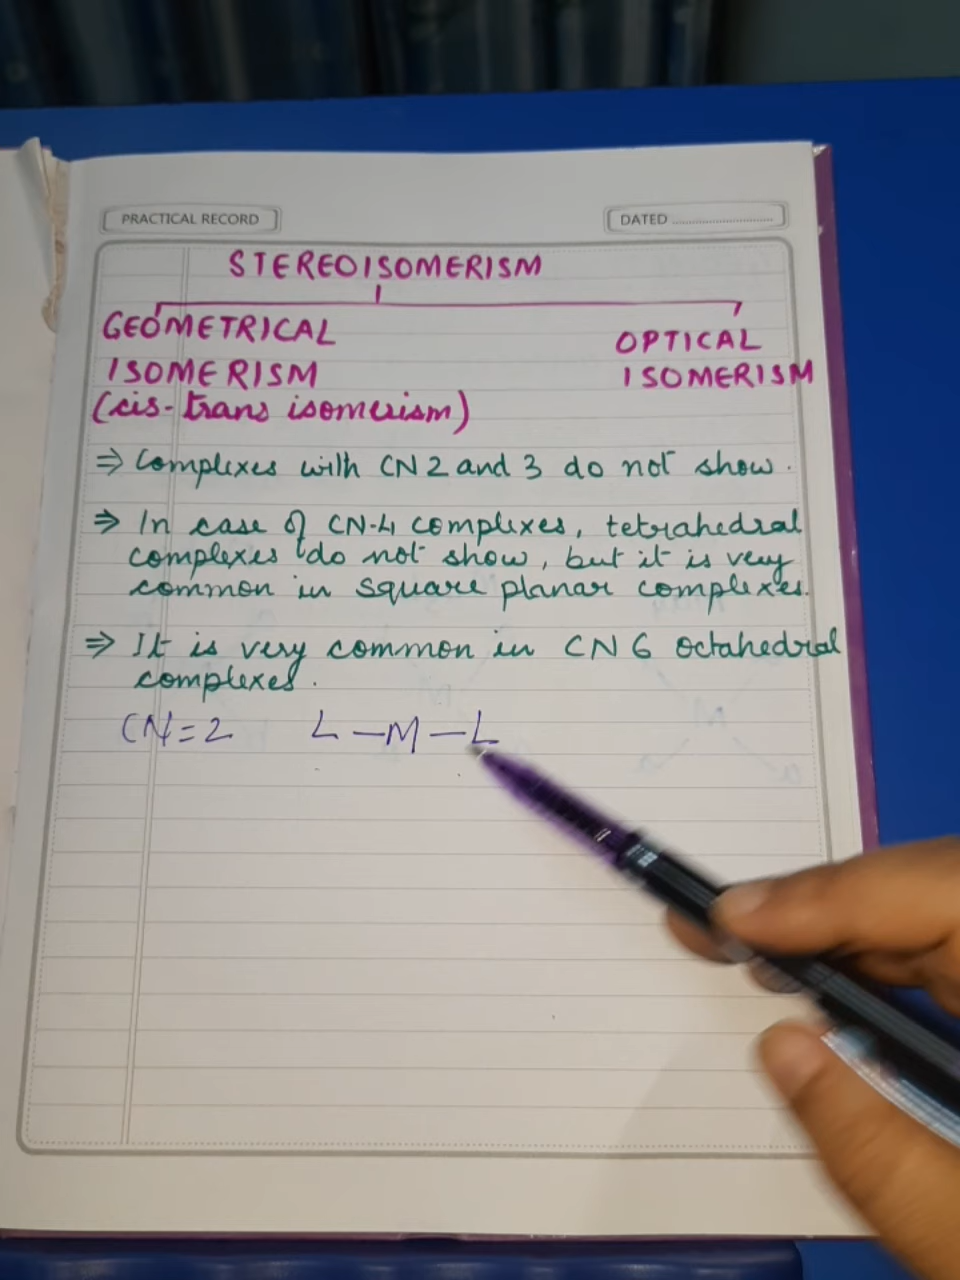 PRACTICAL RECORD
DATED
STEREOISOMERISM
GEOMETRICAL
ISOMERISM
(cis-trans isomerism)
OPTICAL
ISOMERISM
⇒ Complexes with CN 2 and 3 do not show.
⇒ In case of CN-4 complexes, tetrahedral
complexes do not show, but it is very
common in square planar complexes.
⇒ It is very common in CN 6 octahedral
complexes.
CN=2 L—M—L